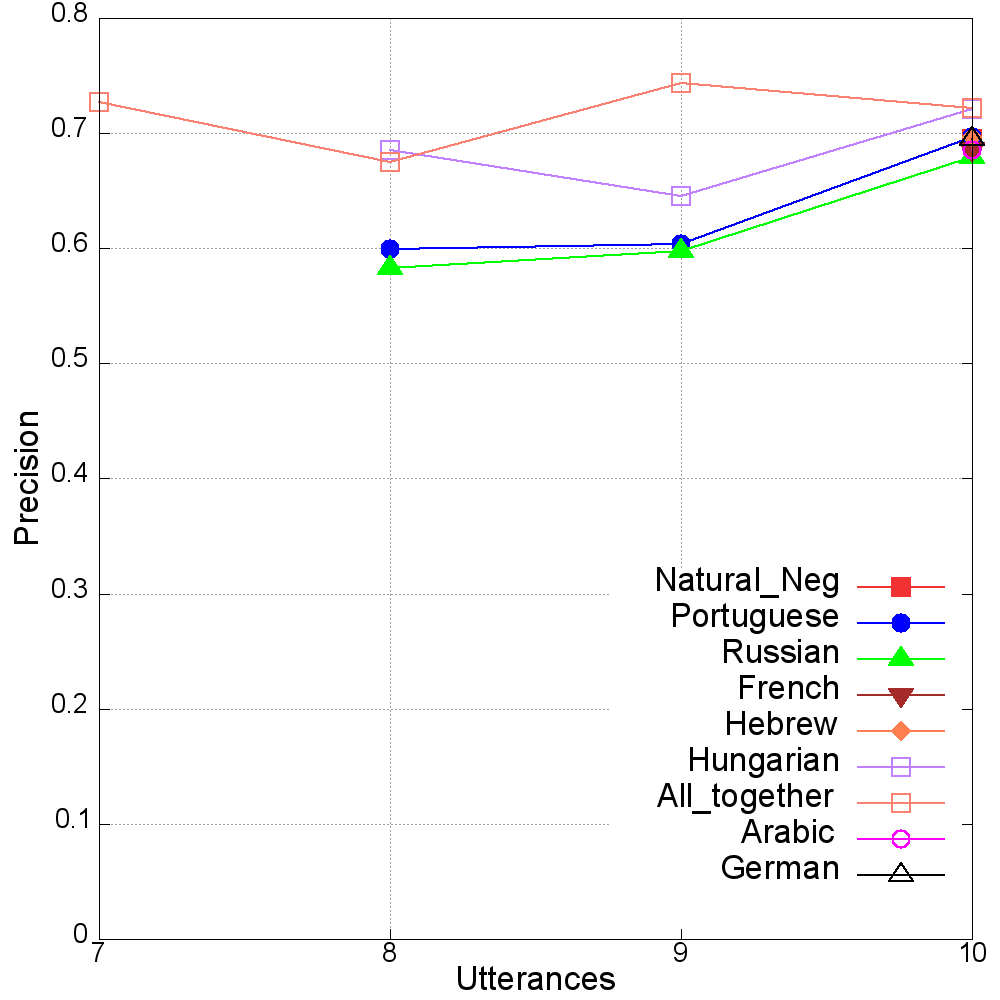 0.8
0.7
0.6
0.5
0.4
0.3
0.2
0.1
0
Precision
7 8 9 10
Utterances
Natural_Neg
Portuguese
Russian
French
Hebrew
Hungarian
All_together
Arabic
German